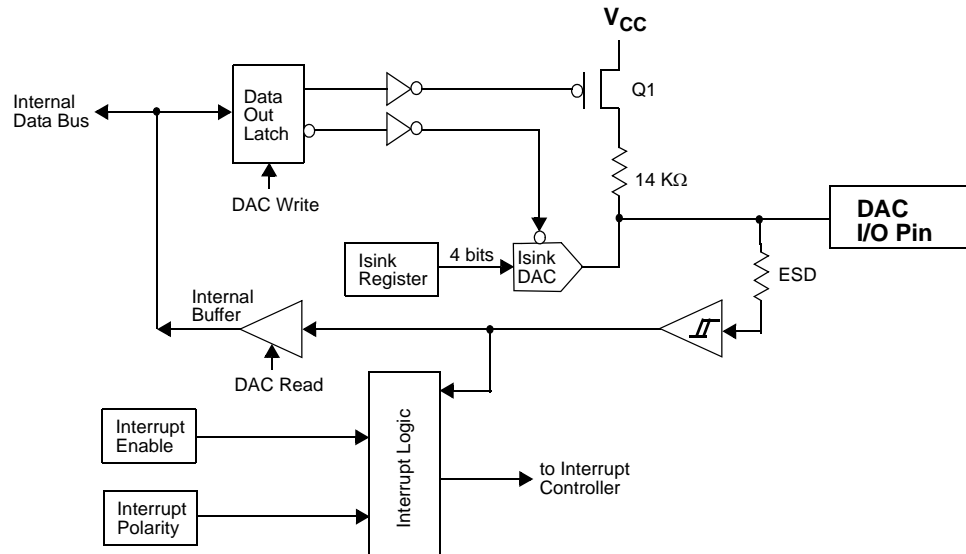 VCC
Q1
Internal
Data Bus
Data
Out
Latch
DAC Write
14 KΩ
DAC
I/O Pin
Isink
Register
4 bits
Isink
DAC
ESD
Internal
Buffer
DAC Read
Interrupt
Enable
Interrupt Logic
to Interrupt
Controller
Interrupt
Polarity